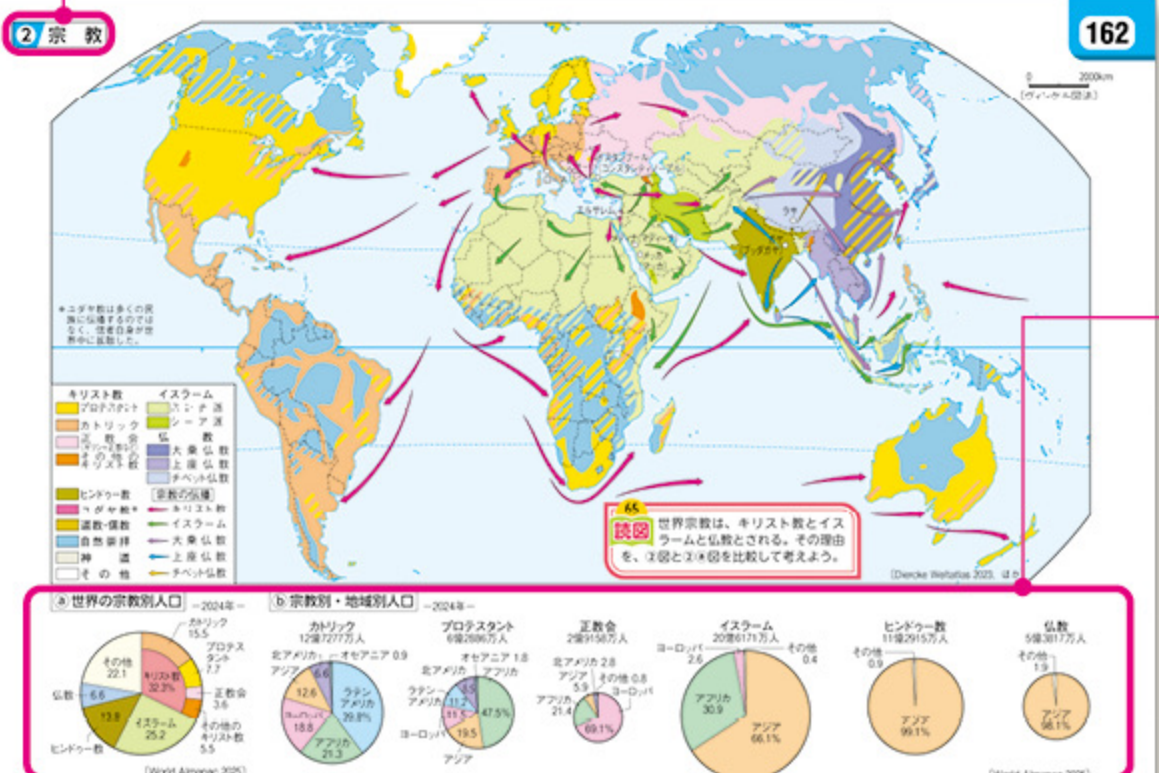 ② 宗 教
162
0 2000km
エルサレム
ラサ
(ブッダガヤ)
*ユダヤ教は多くの民
族に伝播するのでは
なく、信者自身が世
界中に拡散した。
キリスト教
プロテスタント
カトリック
正 教 会
その他の
キリスト教
イスラーム
スンナ派
シーア派
仏 教
大乗仏教
上座仏教
チベット仏教
ヒンドゥー教
ユダヤ教*
道教・儒教
自然崇拝
神 道
そ の 他
宗教の伝播
キリスト教
イスラーム
大乗仏教
上座仏教
チベット仏教
65
読図
世界宗教は、キリスト教とイス
ラームと仏教とされる。その理由
を、②図と②ⓐ図を比較して考えよう。
〔Diercke Weltatlas 2023, ほか〕
ⓐ 世界の宗教別人口 −2024年−
カトリック
15.5
プロテス
タント
7.7
正教会
3.6
その他の
キリスト教
5.5
キリスト教
32.3%
イスラーム
25.2
ヒンドゥー教
13.9
仏教
6.6
その他
22.1
〔World Almanac 2025〕
ⓑ 宗教別・地域別人口 −2024年−
カトリック
12億7277万人
ラテン
アメリカ
39.8%
アフリカ
21.3
ヨーロッパ
18.8
アジア
12.6
北アメリカ
6.6
オセアニア 0.9
プロテスタント
6億2886万人
アフリカ
47.5%
アジア
19.5
ヨーロッパ
11.5
ラテン
アメリカ
11.2
北アメリカ
8.5
オセアニア 1.8
正教会
2億9158万人
ヨーロッパ
69.1%
アフリカ
21.4
アジア
5.9
北アメリカ 2.8
その他 0.8
イスラーム
20億6171万人
アジア
66.1%
アフリカ
30.9
ヨーロッパ
2.6
その他
0.4
ヒンドゥー教
11億2915万人
アジア
99.1%
その他
0.9
仏教
5億3817万人
アジア
98.1%
その他
1.9